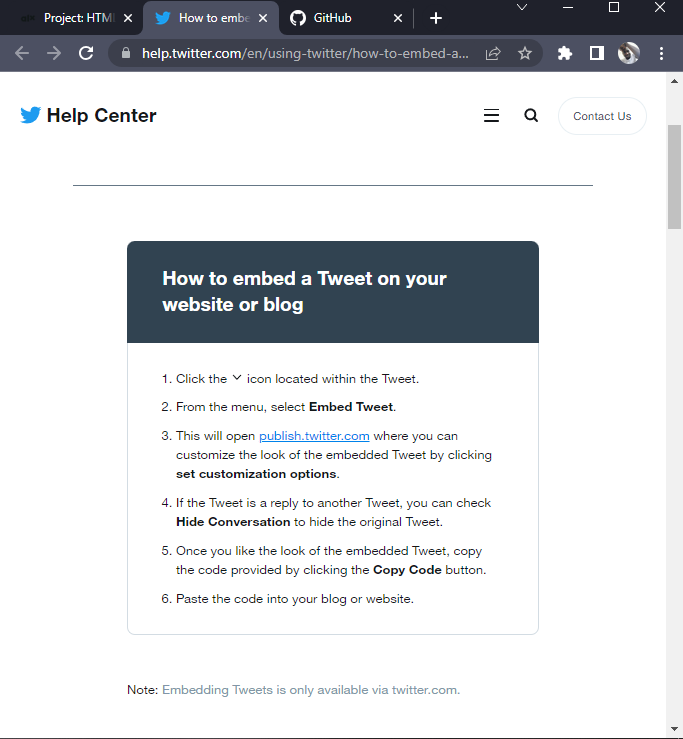 Project: HTMl
How to embe
GitHub
help.twitter.com/en/using-twitter/how-to-embed-a...
Help Center
Contact Us
How to embed a Tweet on your
website or blog
1. Click the icon located within the Tweet.
2. From the menu, select Embed Tweet.
3. This will open publish.twitter.com where you can
customize the look of the embedded Tweet by clicking
set customization options.
4. If the Tweet is a reply to another Tweet, you can check
Hide Conversation to hide the original Tweet.
5. Once you like the look of the embedded Tweet, copy
the code provided by clicking the Copy Code button.
6. Paste the code into your blog or website.
Note: Embedding Tweets is only available via twitter.com.